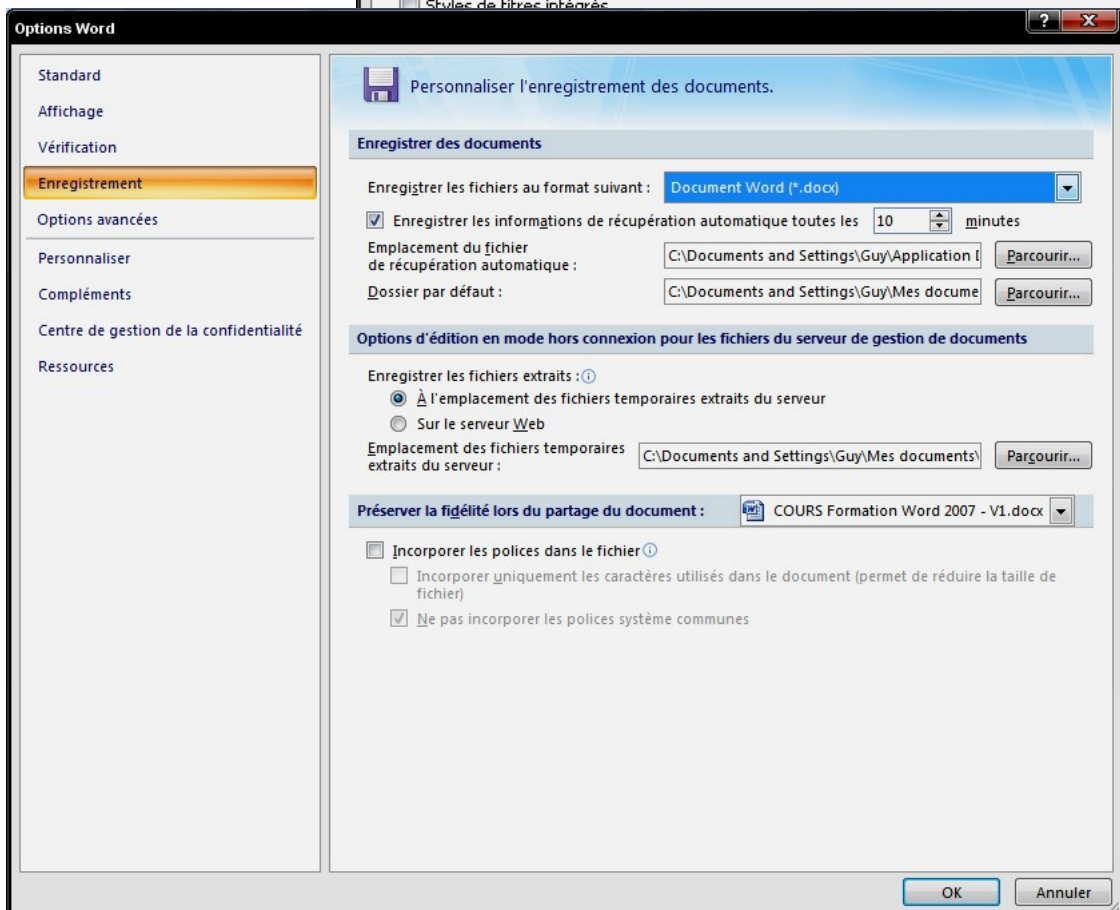 Styles de titres intégrés
Options Word
Standard
Affichage
Vérification
Enregistrement
Options avancées
Personnaliser
Compléments
Centre de gestion de la confidentialité
Ressources
Personnaliser l'enregistrement des documents.
Enregistrer des documents
Enregistrer les fichiers au format suivant : Document Word (*.docx)
Enregistrer les informations de récupération automatique toutes les 10 minutes
Emplacement du fichier
de récupération automatique : C:\Documents and Settings\Guy\Application D Parcourir...
Dossier par défaut : C:\Documents and Settings\Guy\Mes docume Parcourir...
Options d'édition en mode hors connexion pour les fichiers du serveur de gestion de documents
Enregistrer les fichiers extraits :
À l'emplacement des fichiers temporaires extraits du serveur
Sur le serveur Web
Emplacement des fichiers temporaires
extraits du serveur : C:\Documents and Settings\Guy\Mes documents\ Parcourir...
Préserver la fidélité lors du partage du document : COURS Formation Word 2007 - V1.docx
Incorporer les polices dans le fichier
Incorporer uniquement les caractères utilisés dans le document (permet de réduire la taille de
fichier)
Ne pas incorporer les polices système communes
OK Annuler